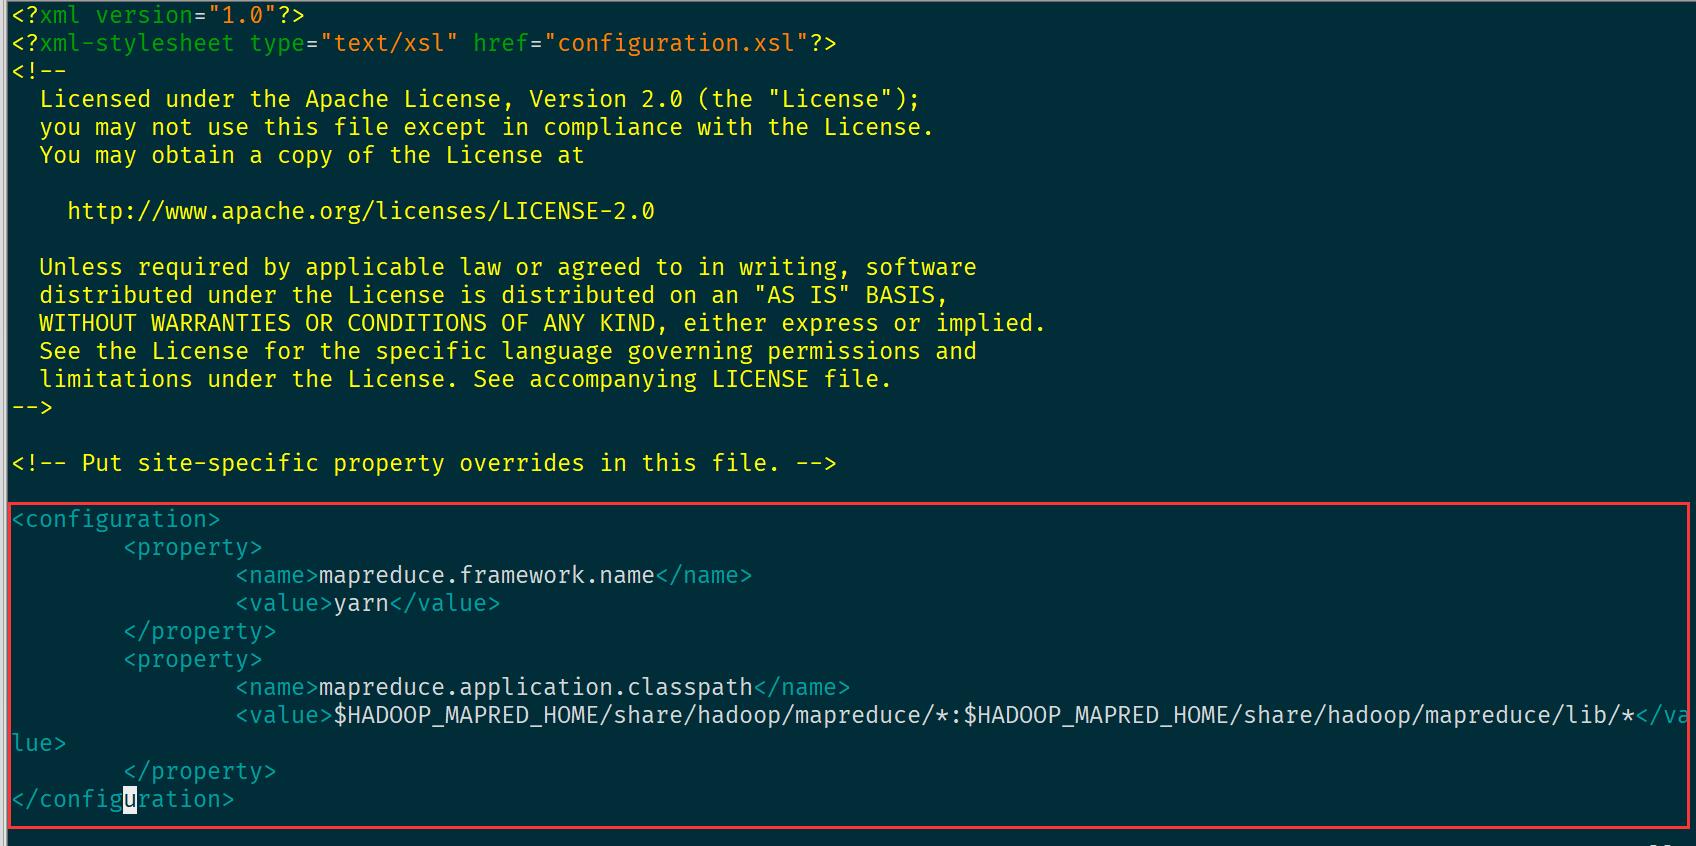 <?xml version="1.0"?>
<?xml-stylesheet type="text/xsl" href="configuration.xsl"?>
<!--
  Licensed under the Apache License, Version 2.0 (the "License");
  you may not use this file except in compliance with the License.
  You may obtain a copy of the License at

    http://www.apache.org/licenses/LICENSE-2.0

  Unless required by applicable law or agreed to in writing, software
  distributed under the License is distributed on an "AS IS" BASIS,
  WITHOUT WARRANTIES OR CONDITIONS OF ANY KIND, either express or implied.
  See the License for the specific language governing permissions and
  limitations under the License. See accompanying LICENSE file.
-->

<!-- Put site-specific property overrides in this file. -->

<configuration>
        <property>
                <name>mapreduce.framework.name</name>
                <value>yarn</value>
        </property>
        <property>
                <name>mapreduce.application.classpath</name>
                <value>$HADOOP_MAPRED_HOME/share/hadoop/mapreduce/*:$HADOOP_MAPRED_HOME/share/hadoop/mapreduce/lib/*</va
lue>
        </property>
</configuration>